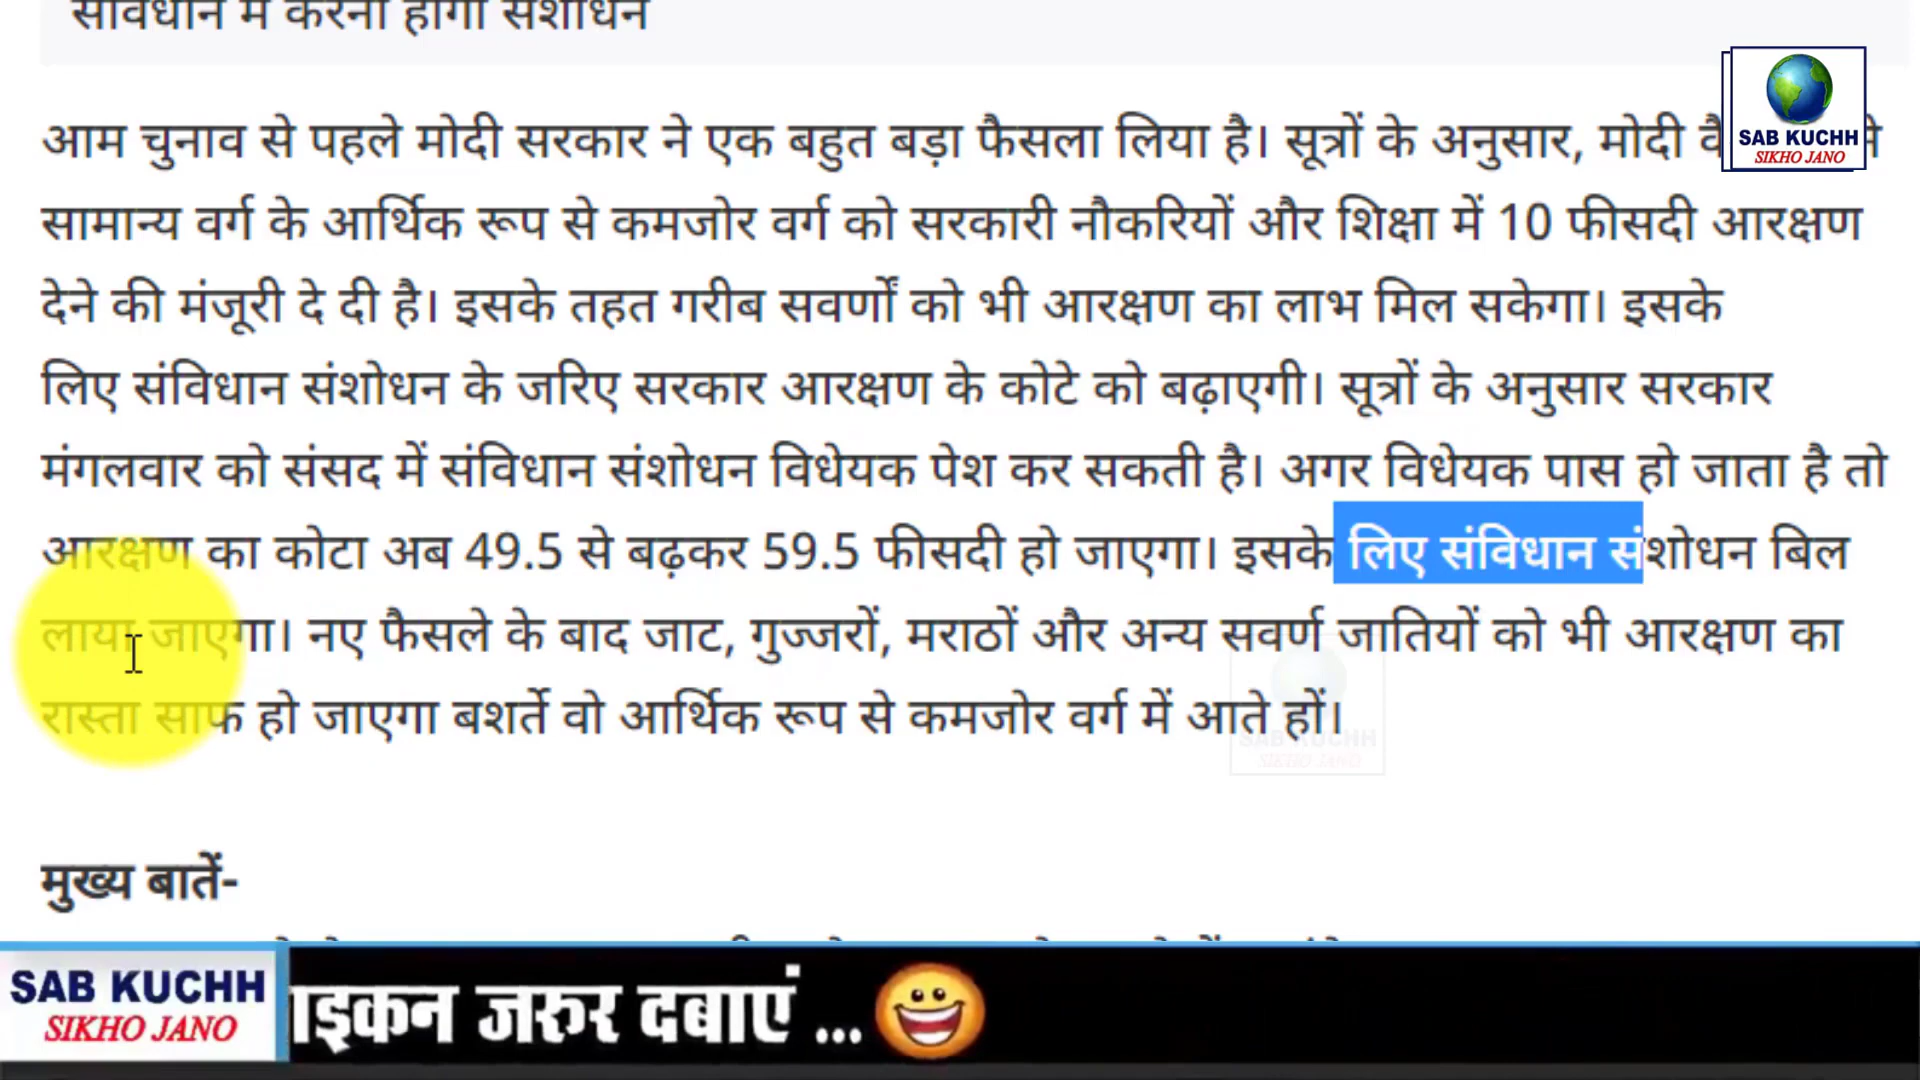 संविधान में करना होगा संशोधन
SAB KUCHH
SIKHO JANO
आम चुनाव से पहले मोदी सरकार ने एक बहुत बड़ा फैसला लिया है। सूत्रों के अनुसार, मोदी
सामान्य वर्ग के आर्थिक रूप से कमजोर वर्ग को सरकारी नौकरियों और शिक्षा में 10 फीसदी आरक्षण
देने की मंजूरी दे दी है। इसके तहत गरीब सवर्णों को भी आरक्षण का लाभ मिल सकेगा। इसके
लिए संविधान संशोधन के जरिए सरकार आरक्षण के कोटे को बढ़ाएगी। सूत्रों के अनुसार सरकार
मंगलवार को संसद में संविधान संशोधन विधेयक पेश कर सकती है। अगर विधेयक पास हो जाता है तो
आरक्षण का कोटा अब 49.5 से बढ़कर 59.5 फीसदी हो जाएगा। इसके लिए संविधान संशोधन बिल
लाया जाएगा। नए फैसले के बाद जाट, गुज्जरों, मराठों और अन्य सवर्ण जातियों को भी आरक्षण का
रास्ता साफ हो जाएगा बशर्ते वो आर्थिक रूप से कमजोर वर्ग में आते हों।
SAB KUCHH
SIKHO JANO
मुख्य बातें-
SAB KUCHH
SIKHO JANO
ाइकन जरुर दबाएं ...